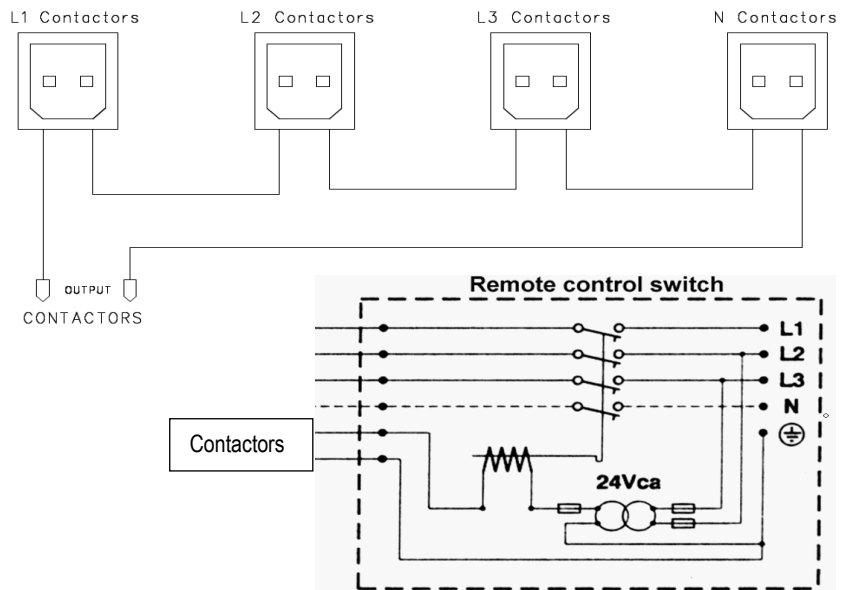 L1 Contactors
L2 Contactors
L3 Contactors
N Contactors
OUTPUT
CONTACTORS
Remote control switch
L1
L2
L3
N
Contactors
24Vca